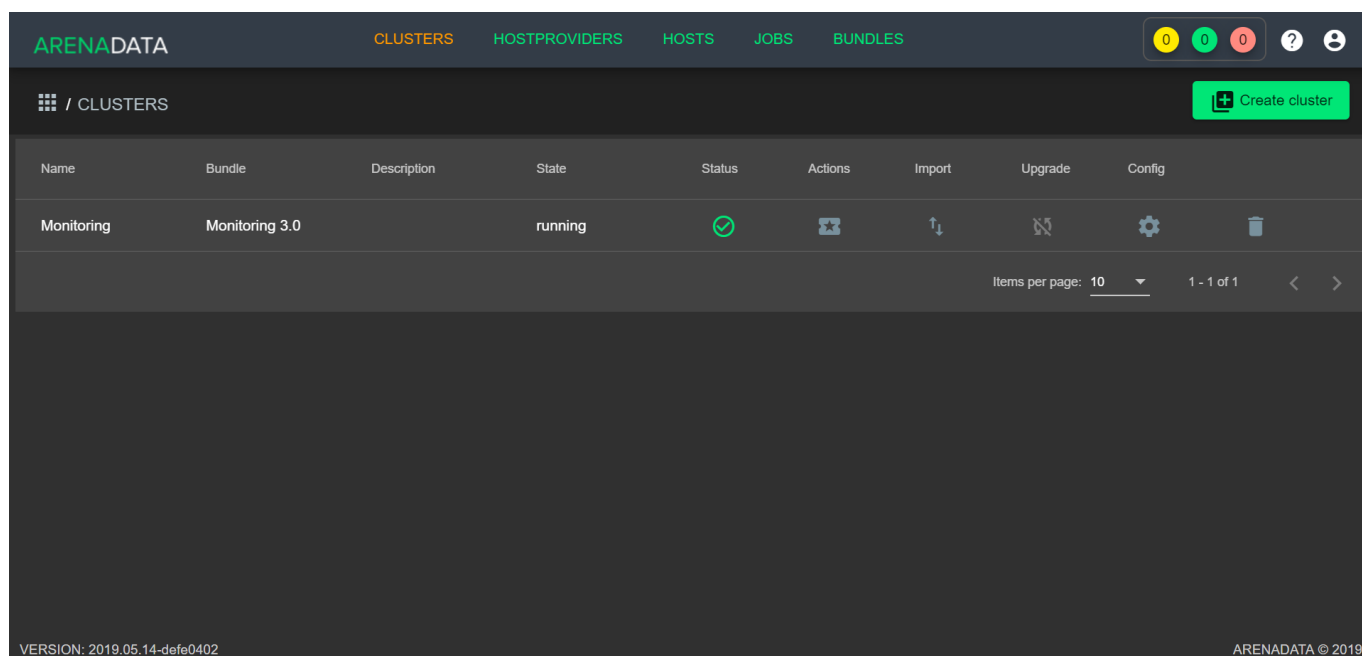 ARENADATA CLUSTERS HOSTPROVIDERS HOSTS JOBS BUNDLES 0 0 0 ?
/ CLUSTERS Create cluster
Name Bundle Description State Status Actions Import Upgrade Config
Monitoring Monitoring 3.0 running
Items per page: 10 1 - 1 of 1
VERSION: 2019.05.14-defe0402 ARENADATA © 2019